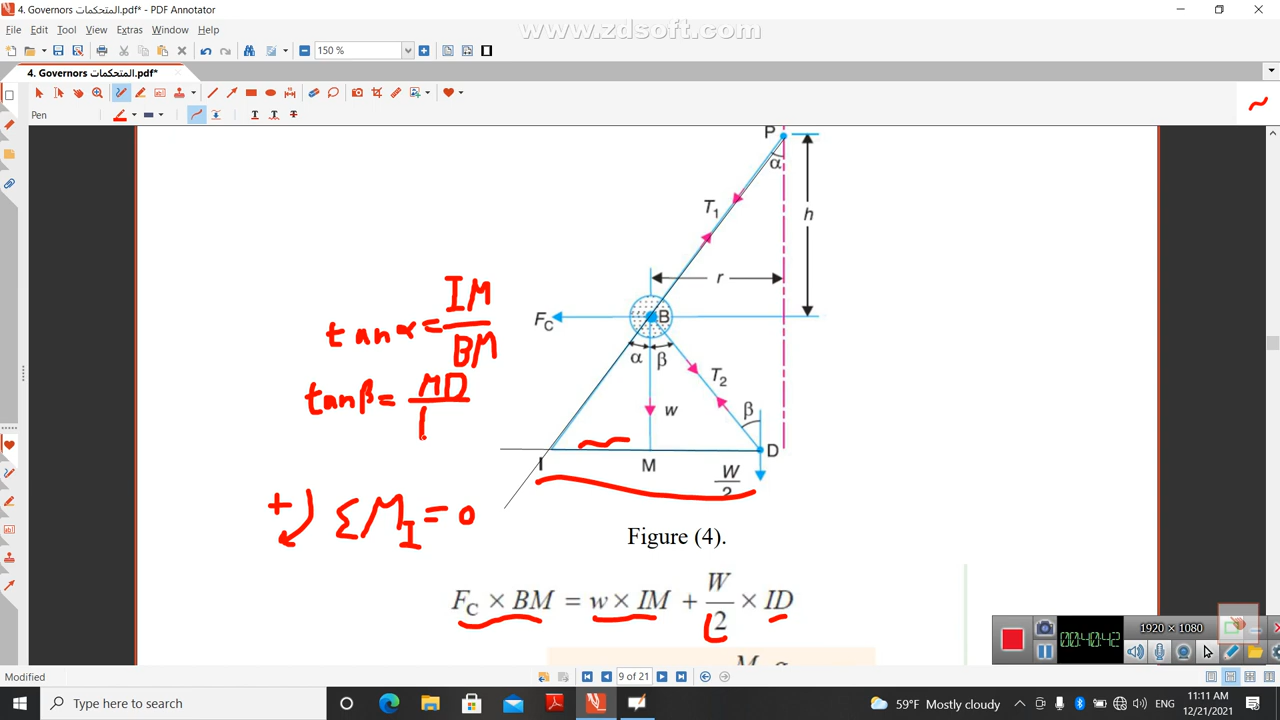 4. Governors المتحكمات.pdf* - PDF Annotator
www.zdsoft.com
File Edit Tool View Extras Window Help
150 %
4. Governors المتحكمات.pdf*
Pen
P
α
T1
h
r
FC
B
α β
T2
w
β
I
M
D
W
2
tanα = IM
BM
tanβ = MD
+ ΣMI = 0
Figure (4).
FC × BM = w × IM + W/2 × ID
1920 × 1080
00:40:42
Modified
9 of 21
Type here to search
59°F Mostly cloudy
ENG
11:11 AM
12/21/2021